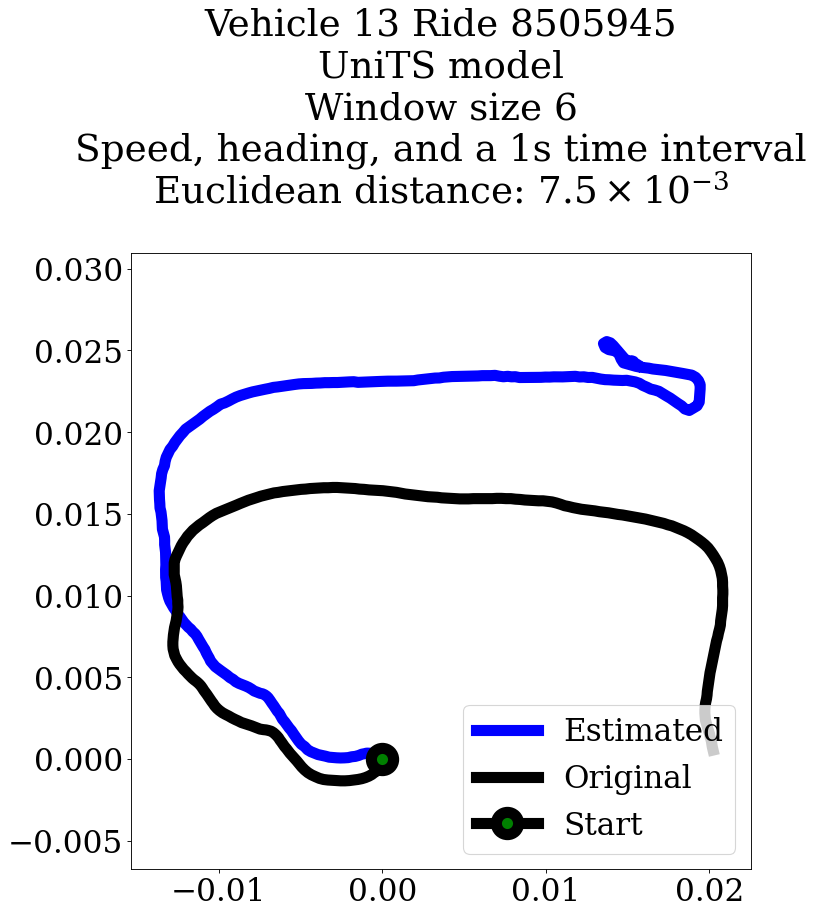 Vehicle 13 Ride 8505945
UniTS model
Window size 6
Speed, heading, and a 1s time interval
Euclidean distance: 7.5 × 10⁻³
0.030
0.025
0.020
0.015
0.010
0.005
0.000
−0.005
−0.01
0.00
0.01
0.02
Estimated
Original
Start